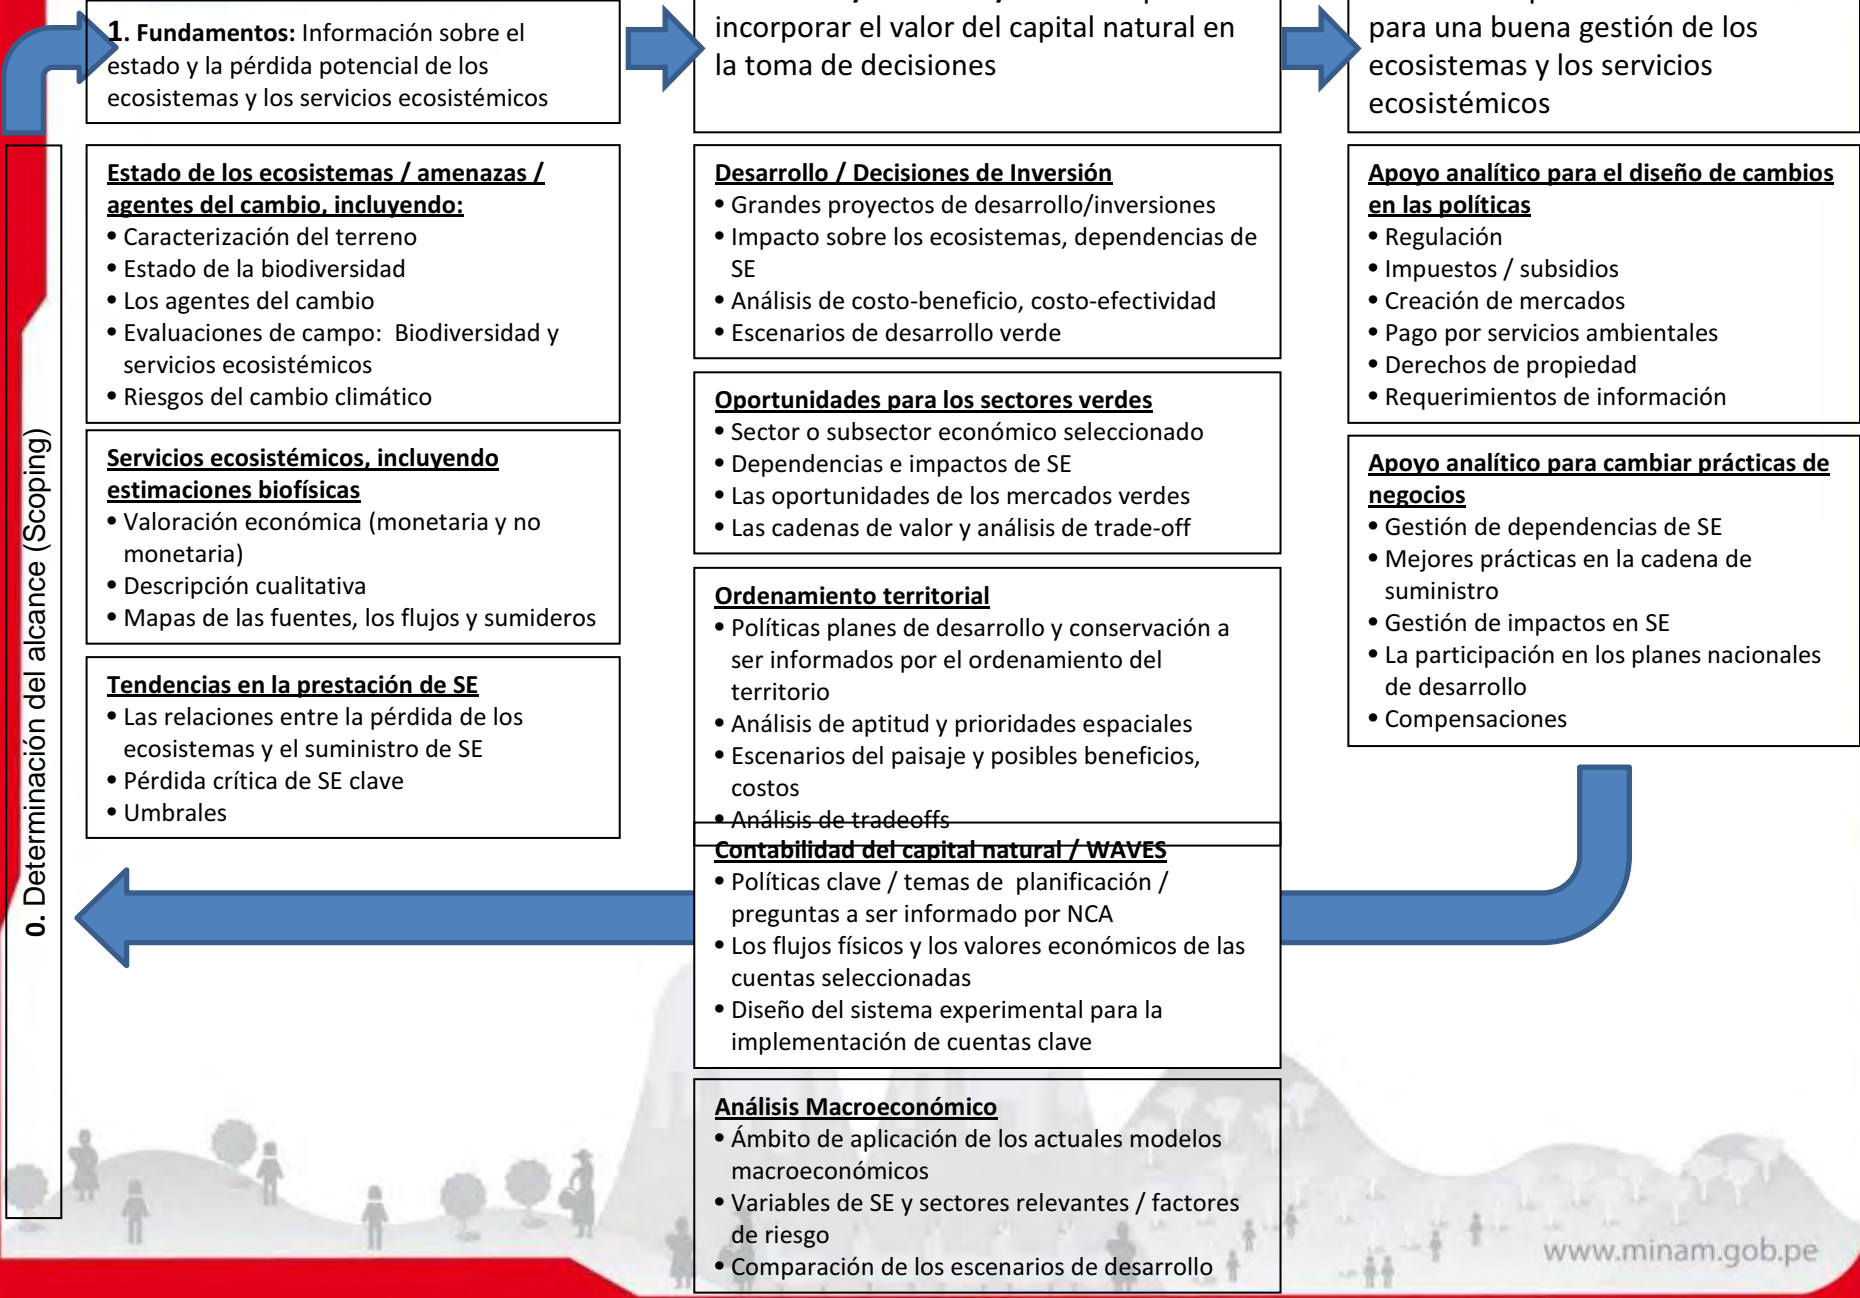 1. Fundamentos: Información sobre el
estado y la pérdida potencial de los
ecosistemas y los servicios ecosistémicos
incorporar el valor del capital natural en
la toma de decisiones
para una buena gestión de los
ecosistemas y los servicios
ecosistémicos
0. Determinación del alcance (Scoping)
Estado de los ecosistemas / amenazas /
agentes del cambio, incluyendo:
• Caracterización del terreno
• Estado de la biodiversidad
• Los agentes del cambio
• Evaluaciones de campo:  Biodiversidad y
servicios ecosistémicos
• Riesgos del cambio climático
Servicios ecosistémicos, incluyendo
estimaciones biofísicas
• Valoración económica (monetaria y no
monetaria)
• Descripción cualitativa
• Mapas de las fuentes, los flujos y sumideros
Tendencias en la prestación de SE
• Las relaciones entre la pérdida de los
ecosistemas y el suministro de SE
• Pérdida crítica de SE clave
• Umbrales
Desarrollo / Decisiones de Inversión
• Grandes proyectos de desarrollo/inversiones
• Impacto sobre los ecosistemas, dependencias de
SE
• Análisis de costo-beneficio, costo-efectividad
• Escenarios de desarrollo verde
Oportunidades para los sectores verdes
• Sector o subsector económico seleccionado
• Dependencias e impactos de SE
• Las oportunidades de los mercados verdes
• Las cadenas de valor y análisis de trade-off
Ordenamiento territorial
• Políticas planes de desarrollo y conservación a
ser informados por el ordenamiento del
territorio
• Análisis de aptitud y prioridades espaciales
• Escenarios del paisaje y posibles beneficios,
costos
• Análisis de tradeoffs
Contabilidad del capital natural / WAVES
• Políticas clave / temas de  planificación /
preguntas a ser informado por NCA
• Los flujos físicos y los valores económicos de las
cuentas seleccionadas
• Diseño del sistema experimental para la
implementación de cuentas clave
Análisis Macroeconómico
• Ámbito de aplicación de los actuales modelos
macroeconómicos
• Variables de SE y sectores relevantes / factores
de riesgo
• Comparación de los escenarios de desarrollo
Apoyo analítico para el diseño de cambios
en las políticas
• Regulación
• Impuestos / subsidios
• Creación de mercados
• Pago por servicios ambientales
• Derechos de propiedad
• Requerimientos de información
Apoyo analítico para cambiar prácticas de
negocios
• Gestión de dependencias de SE
• Mejores prácticas en la cadena de
suministro
• Gestión de impactos en SE
• La participación en los planes nacionales
de desarrollo
• Compensaciones
www.minam.gob.pe